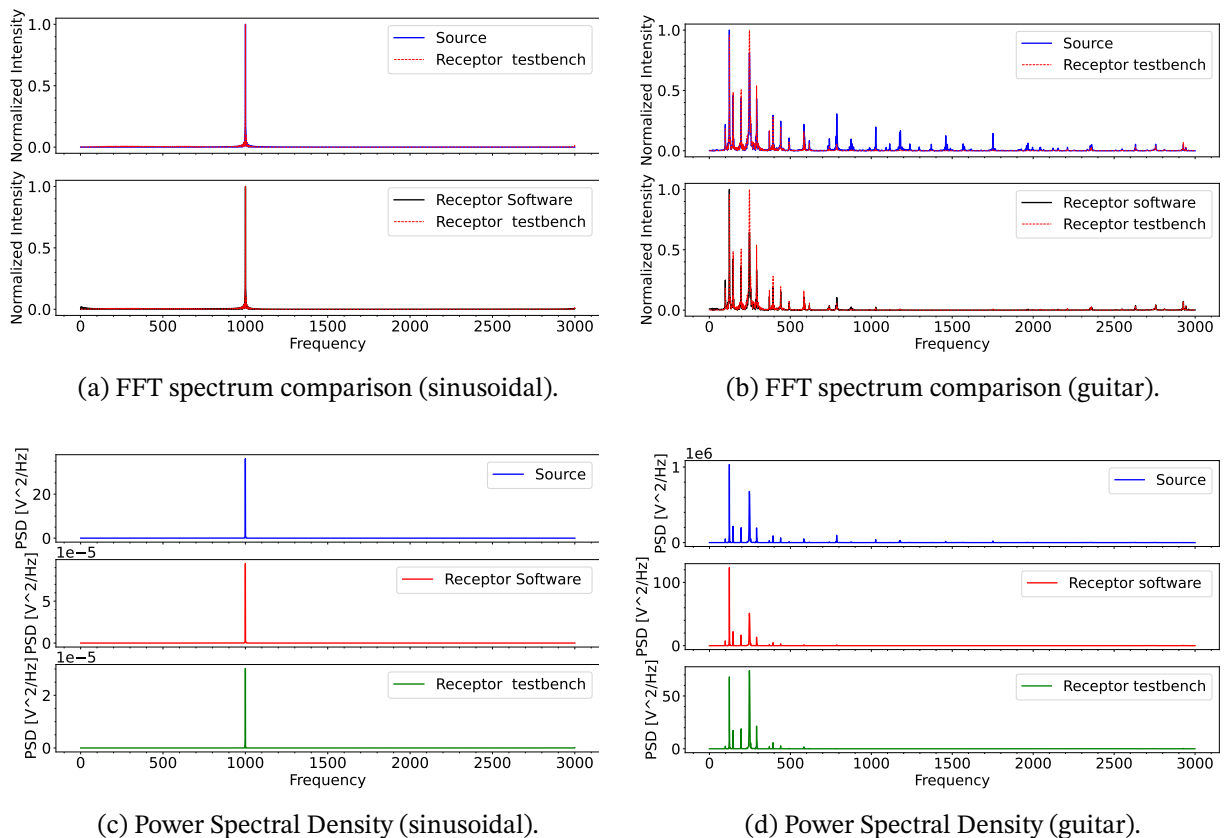 1.0
0.5
0.0
Normalized Intensity
Source
Receptor  testbench
1.0
0.5
0.0
Normalized Intensity
Receptor Software
Receptor  testbench
0 500 1000 1500 2000 2500 3000
Frequency
(a) FFT spectrum comparison (sinusoidal).
1.0
0.5
0.0
Normalized Intensity
Source
Receptor testbench
1.0
0.5
0.0
Normalized Intensity
Receptor software
Receptor testbench
0 500 1000 1500 2000 2500 3000
Frequency
(b) FFT spectrum comparison (guitar).
20
0
PSD [V^2/Hz]
Source
1e−5
5
0
PSD [V^2/Hz]
Receptor Software
1e−5
2
0
PSD [V^2/Hz]
Receptor  testbench
0 500 1000 1500 2000 2500 3000
Frequency
(c) Power Spectral Density (sinusoidal).
1e6
1
0
PSD [V^2/Hz]
Source
100
0
PSD [V^2/Hz]
Receptor software
50
0
PSD [V^2/Hz]
Receptor testbench
0 500 1000 1500 2000 2500 3000
Frequency
(d) Power Spectral Density (guitar).